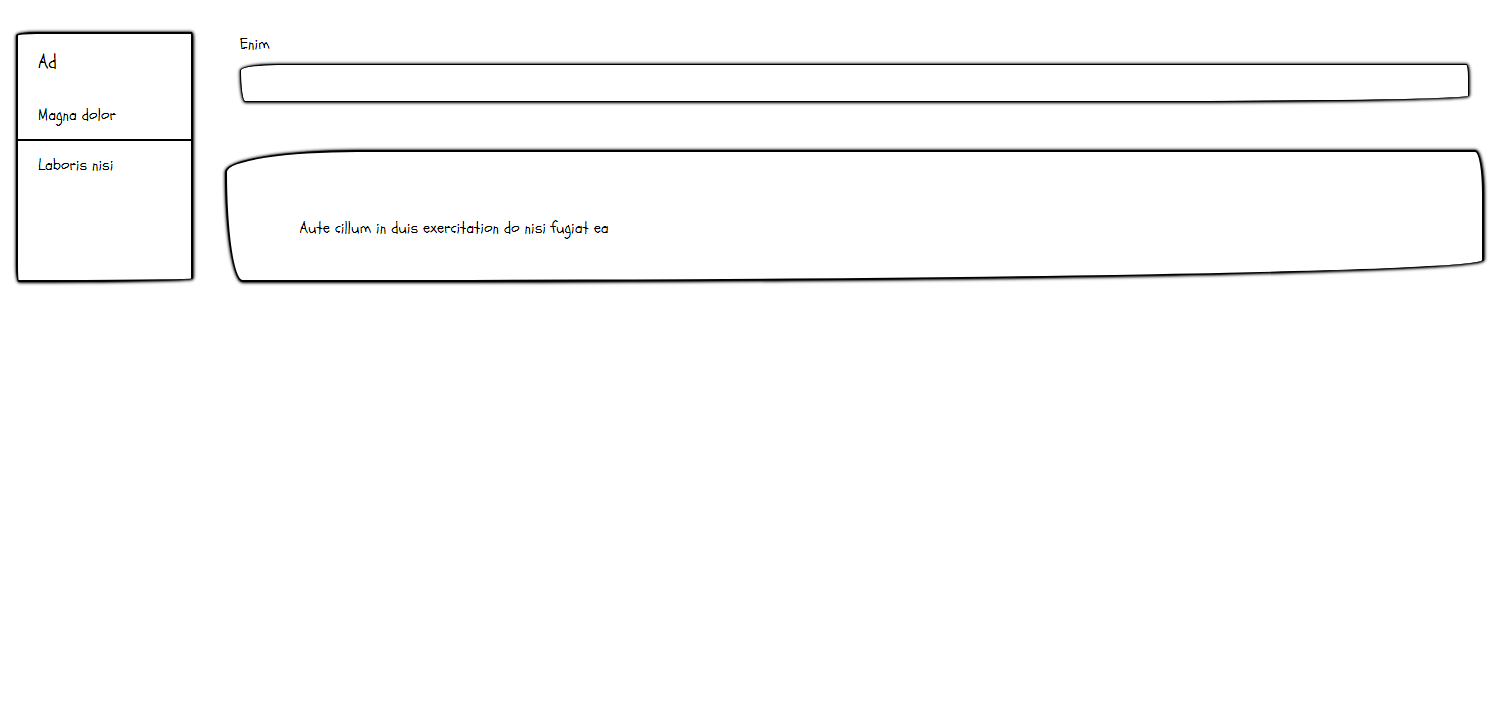 Ad
Magna dolor
Laboris nisi
Enim
Aute cillum in duis exercitation do nisi fugiat ea